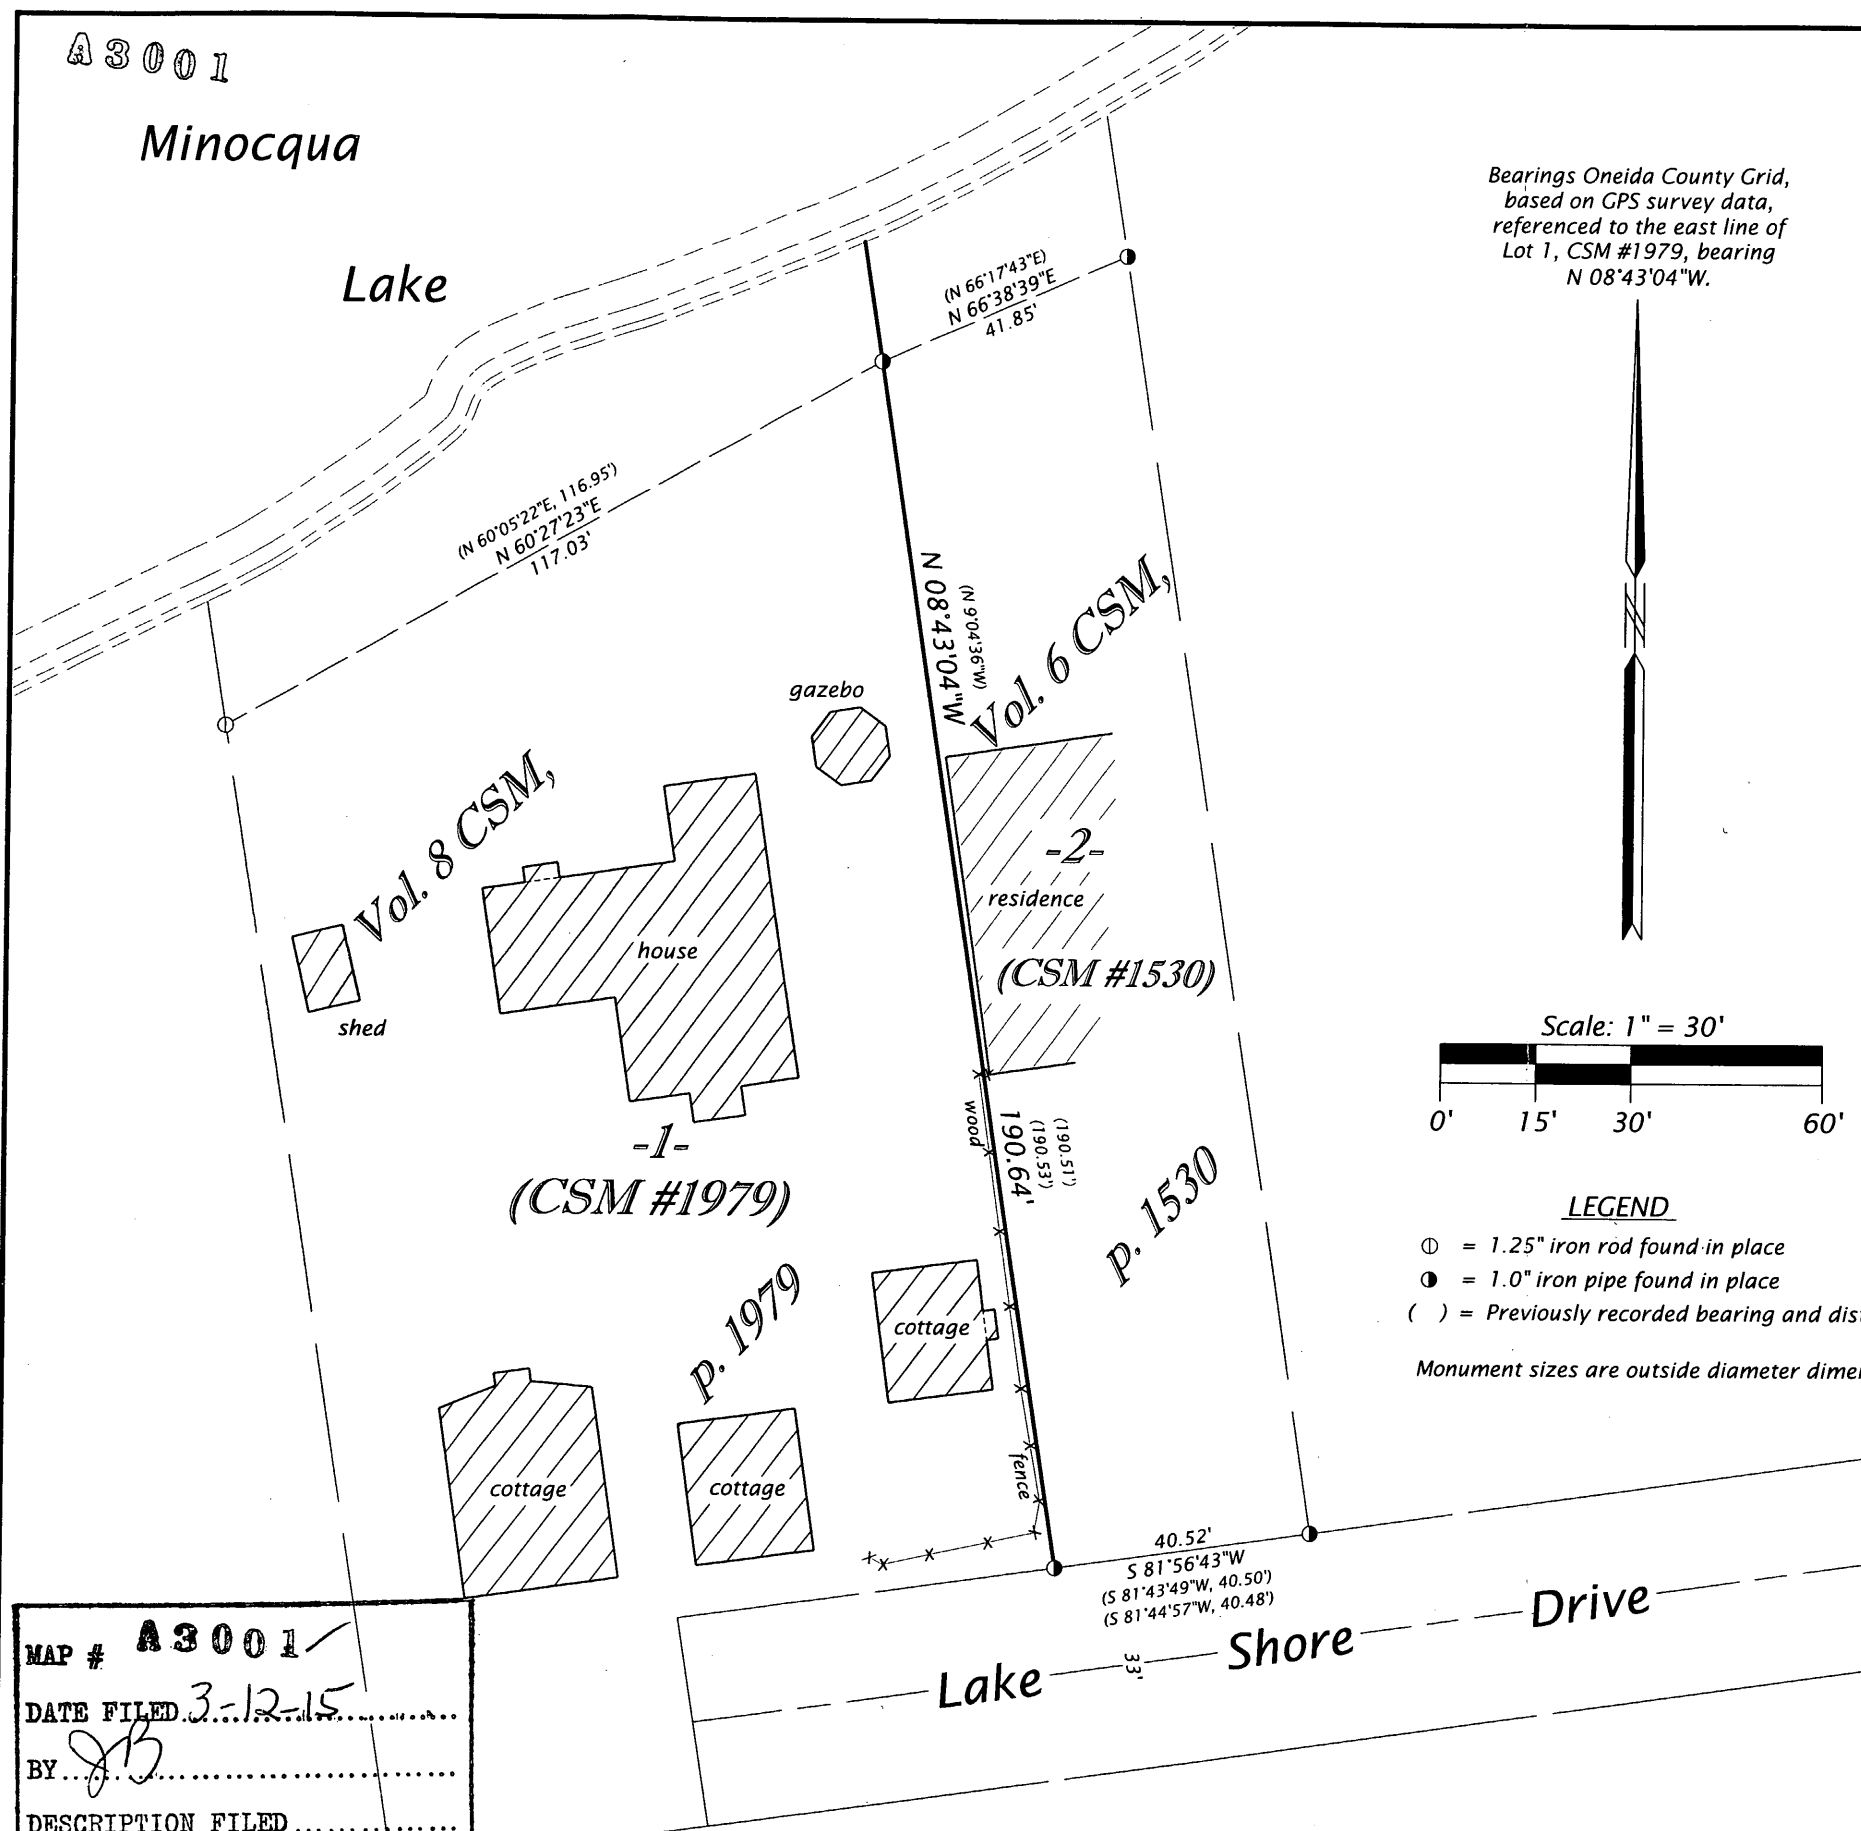 A3001
Minocqua
Lake
Bearings Oneida County Grid,
based on GPS survey data,
referenced to the east line of
Lot 1, CSM #1979, bearing
N 08°43'04"W.
(N 66°17'43"E)
N 66°38'39"E
41.85'
(N 60°05'22"E, 116.95')
N 60°27'23"E
117.03'
N 08°43'04"W
(N 9°04'36"W)
Vol. 6 CSM,
gazebo
Vol. 8 CSM,
-2-
residence
(CSM #1530)
house
shed
Scale: 1" = 30'
0' 15' 30' 60'
wood
190.64'
(190.53')
(190.51')
-1-
(CSM #1979)
p. 1530
p. 1979
LEGEND
= 1.25" iron rod found in place
= 1.0" iron pipe found in place
( ) = Previously recorded bearing and dis
Monument sizes are outside diameter dime
cottage
cottage
cottage
fence
40.52'
S 81°56'43"W
(S 81°43'49"W, 40.50')
(S 81°44'57"W, 40.48')
33'
Lake Shore Drive
MAP # A3001
DATE FILED 3-12-15
BY JB
DESCRIPTION FILED